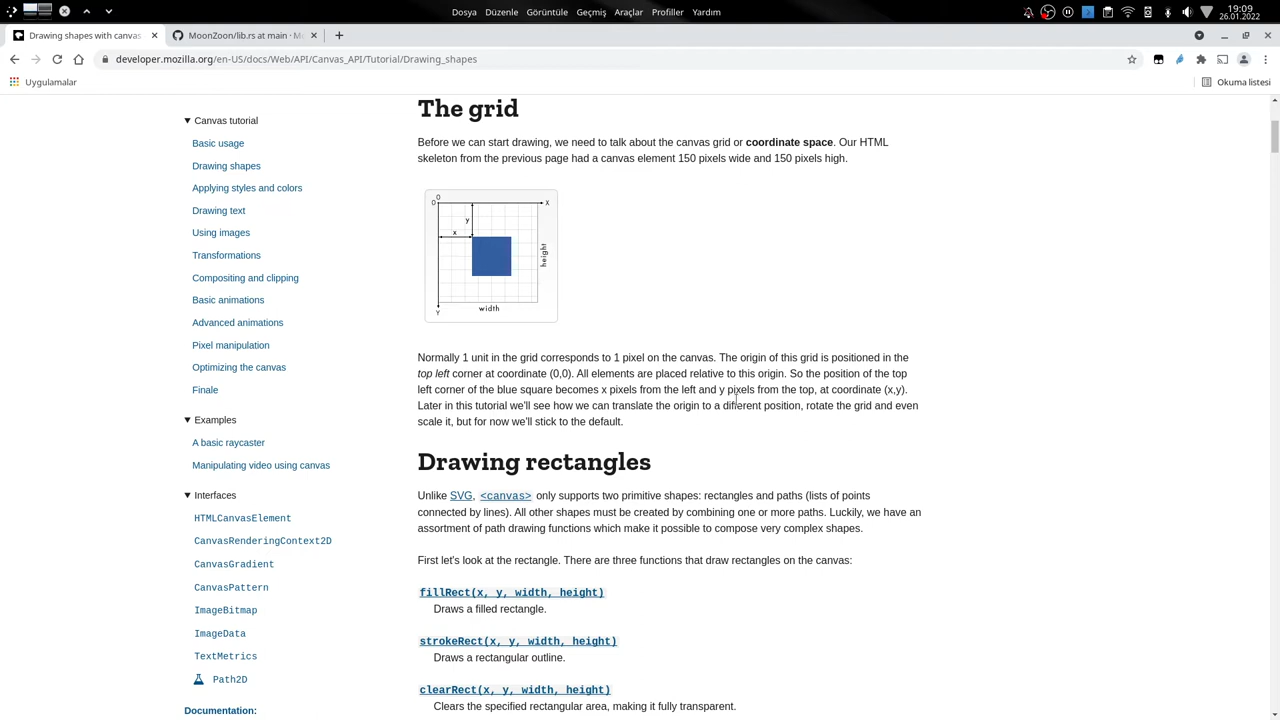 Dosya Düzenle Görüntüle Geçmiş Araçlar Profiller Yardım
19:09
26.01.2022
Drawing shapes with canvas
MoonZoon/lib.rs at main · M
developer.mozilla.org/en-US/docs/Web/API/Canvas_API/Tutorial/Drawing_shapes
Uygulamalar
Okuma listesi
Canvas tutorial
Basic usage
Drawing shapes
Applying styles and colors
Drawing text
Using images
Transformations
Compositing and clipping
Basic animations
Advanced animations
Pixel manipulation
Optimizing the canvas
Finale
Examples
A basic raycaster
Manipulating video using canvas
Interfaces
HTMLCanvasElement
CanvasRenderingContext2D
CanvasGradient
CanvasPattern
ImageBitmap
ImageData
TextMetrics
Path2D
Documentation:
The grid
Before we can start drawing, we need to talk about the canvas grid or coordinate space. Our HTML
skeleton from the previous page had a canvas element 150 pixels wide and 150 pixels high.
0
0
X
y
x
height
width
Y
Normally 1 unit in the grid corresponds to 1 pixel on the canvas. The origin of this grid is positioned in the
top left corner at coordinate (0,0). All elements are placed relative to this origin. So the position of the top
left corner of the blue square becomes x pixels from the left and y pixels from the top, at coordinate (x,y).
Later in this tutorial we'll see how we can translate the origin to a different position, rotate the grid and even
scale it, but for now we'll stick to the default.
Drawing rectangles
Unlike SVG, <canvas> only supports two primitive shapes: rectangles and paths (lists of points
connected by lines). All other shapes must be created by combining one or more paths. Luckily, we have an
assortment of path drawing functions which make it possible to compose very complex shapes.
First let's look at the rectangle. There are three functions that draw rectangles on the canvas:
fillRect(x, y, width, height)
Draws a filled rectangle.
strokeRect(x, y, width, height)
Draws a rectangular outline.
clearRect(x, y, width, height)
Clears the specified rectangular area, making it fully transparent.